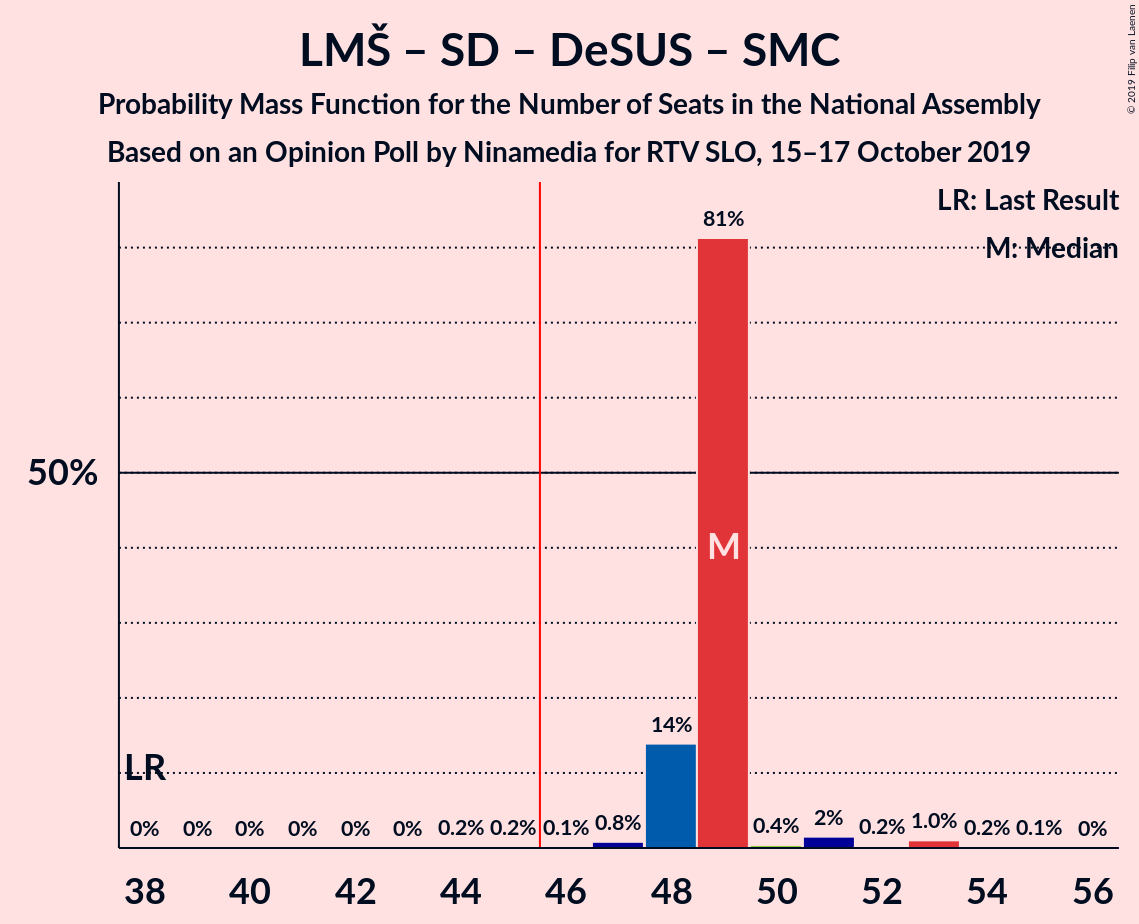 LMŠ – SD – DeSUS – SMC
Probability Mass Function for the Number of Seats in the National Assembly
Based on an Opinion Poll by Ninamedia for RTV SLO, 15–17 October 2019
© 2019 Filip van Laenen
LR: Last Result
M: Median
81%
50%
M
14%
LR
0% 0% 0% 0% 0% 0% 0.2% 0.2% 0.1% 0.8% 0.4% 2% 0.2% 1.0% 0.2% 0.1% 0%
38 40 42 44 46 48 50 52 54 56